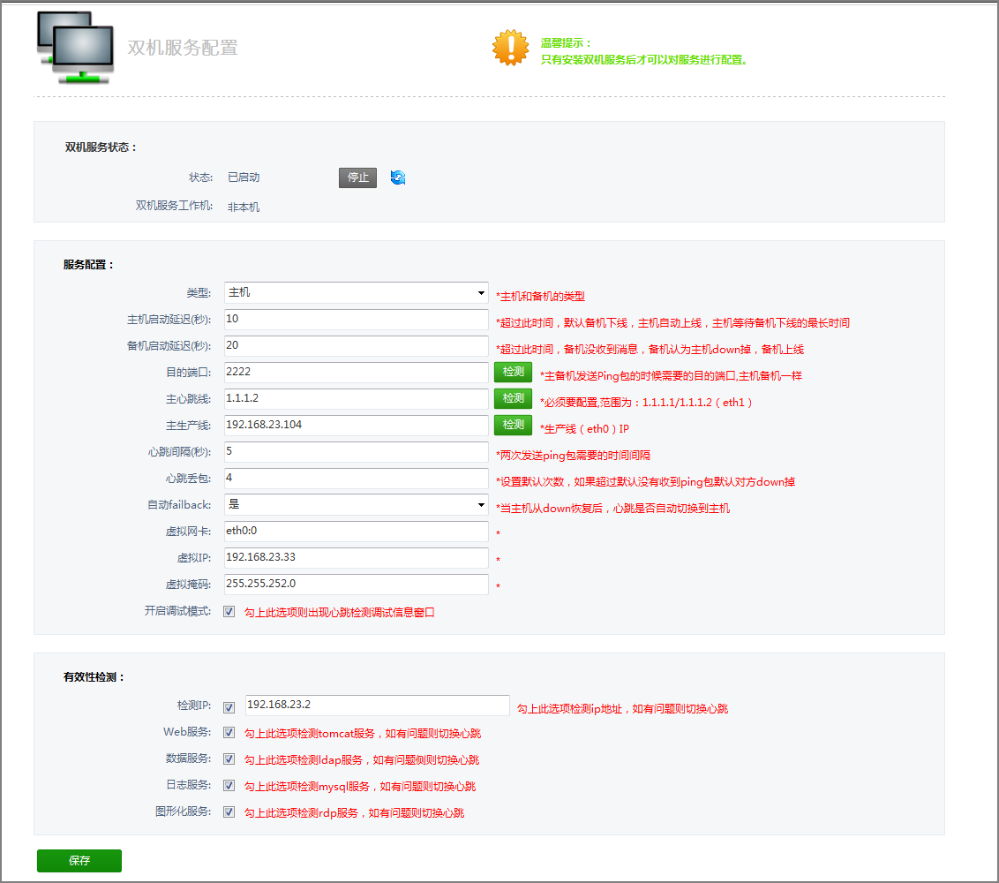 双机服务配置
温馨提示：
只有安装双机服务后才可以对服务进行配置。
双机服务状态：
状态: 已启动 停止
双机服务工作机: 非本机
服务配置：
类型: 主机 *主机和备机的类型
主机启动延迟(秒): 10 *超过此时间，默认备机下线，主机自动上线，主机等待备机下线的最长时间
备机启动延迟(秒): 20 *超过此时间，备机没收到消息，备机认为主机down掉，备机上线
目的端口: 2222 检测 *主备机发送Ping包的时候需要的目的端口,主机备机一样
主心跳线: 1.1.1.2 检测 *必须要配置,范围为：1.1.1.1/1.1.1.2（eth1）
主生产线: 192.168.23.104 检测 *生产线（eth0）IP
心跳间隔(秒): 5 *两次发送ping包需要的时间间隔
心跳丢包: 4 *设置默认次数，如果超过默认没有收到ping包默认对方down掉
自动failback: 是 *当主机从down恢复后，心跳是否自动切换到主机
虚拟网卡: eth0:0 *
虚拟IP: 192.168.23.33 *
虚拟掩码: 255.255.252.0 *
开启调试模式: 勾上此选项则出现心跳检测调试信息窗口
有效性检测：
检测IP: 192.168.23.2 勾上此选项检测ip地址，如有问题则切换心跳
Web服务: 勾上此选项检测tomcat服务，如有问题则切换心跳
数据服务: 勾上此选项检测ldap服务，如有问题侧则切换心跳
日志服务: 勾上此选项检测mysql服务，如有问题则切换心跳
图形化服务: 勾上此选项检测rdp服务，如有问题则切换心跳
保存